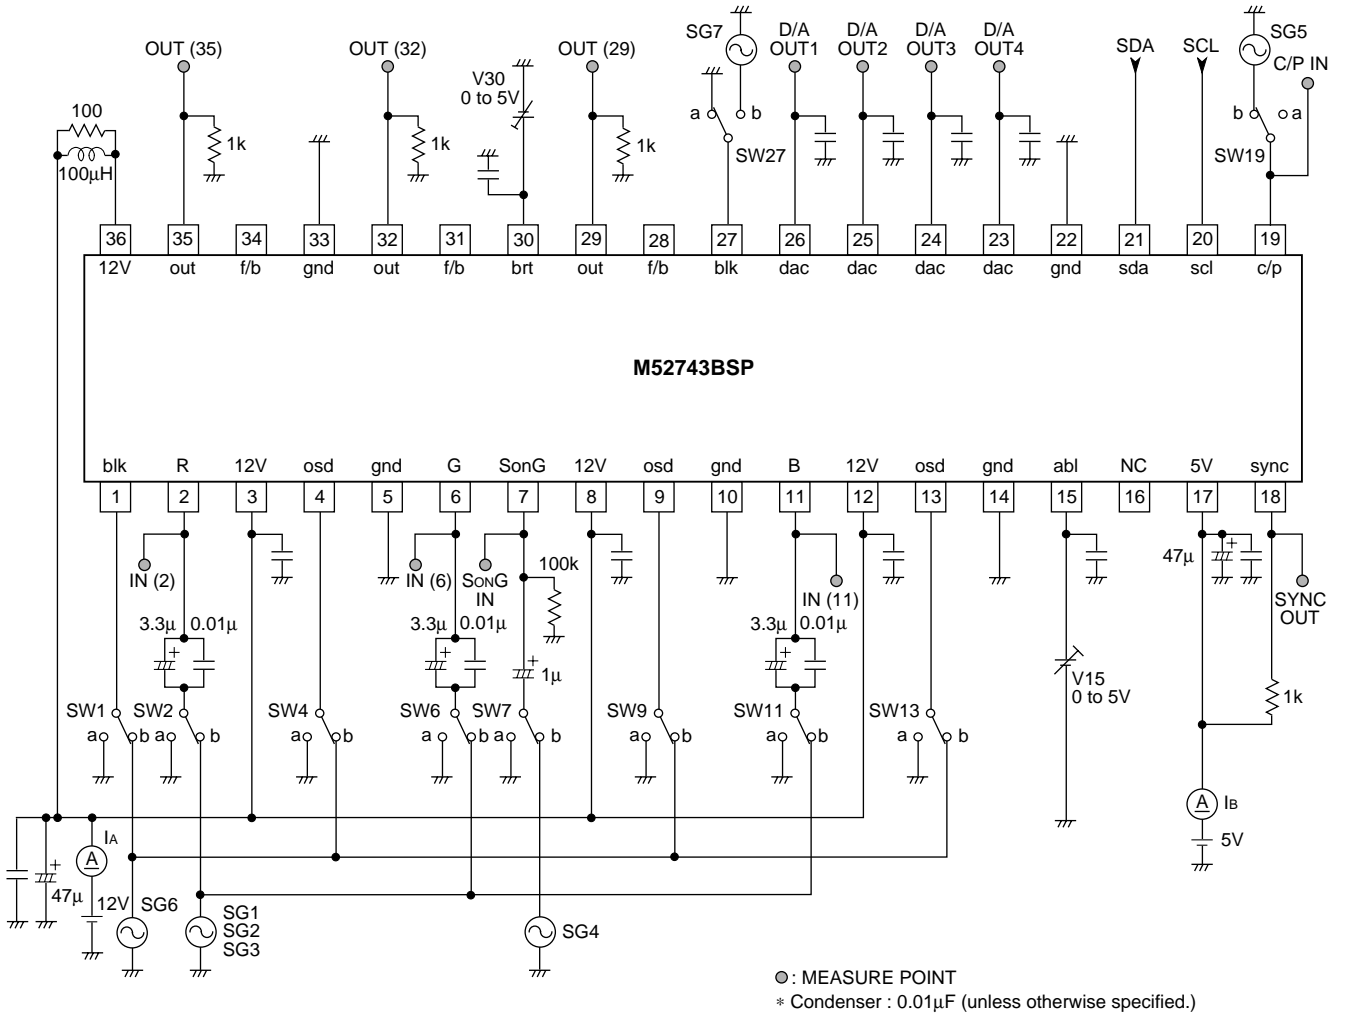 OUT (35)
OUT (32)
OUT (29)
SG7
D/A OUT1
D/A OUT2
D/A OUT3
D/A OUT4
SDA
SCL
SG5
C/P IN
V30
0 to 5V
100
100μH
1k
1k
1k
a b
SW27
b a
SW19
36 35 34 33 32 31 30 29 28 27 26 25 24 23 22 21 20 19
12V out f/b gnd out f/b brt out f/b blk dac dac dac dac gnd sda scl c/p
M52743BSP
blk R 12V osd gnd G SonG 12V osd gnd B 12V osd gnd abl NC 5V sync
1 2 3 4 5 6 7 8 9 10 11 12 13 14 15 16 17 18
IN (2)
IN (6)
SONG IN
100k
IN (11)
47μ +
SYNC OUT
3.3μ 0.01μ
+
3.3μ 0.01μ
+
+
1μ
3.3μ 0.01μ
+
V15
0 to 5V
1k
SW1 SW2 SW4 SW6 SW7 SW9 SW11 SW13
a b a b a b a b a b a b a b a b
IA
A
A
IB
5V
+
47μ
12V
SG6
SG1
SG2
SG3
SG4
: MEASURE POINT
* Condenser : 0.01μF (unless otherwise specified.)